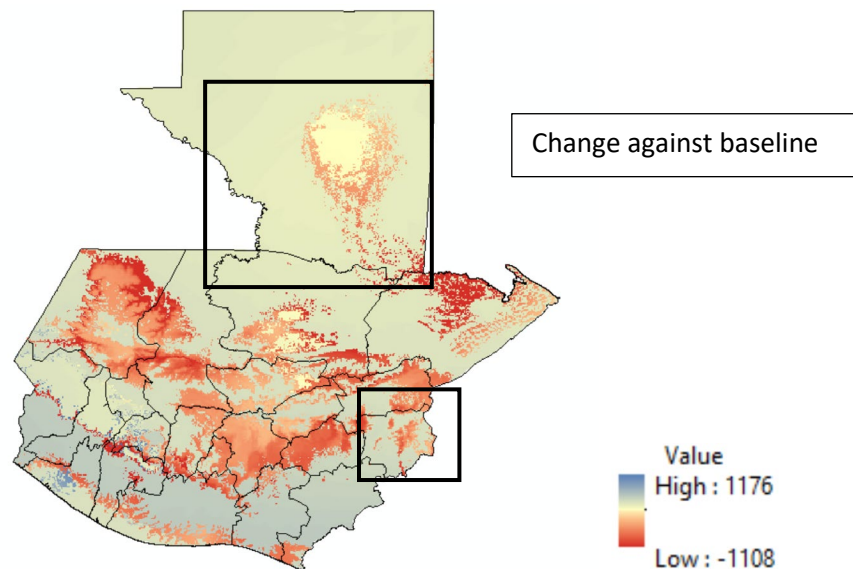 Change against baseline
Value
High : 1176
Low : -1108